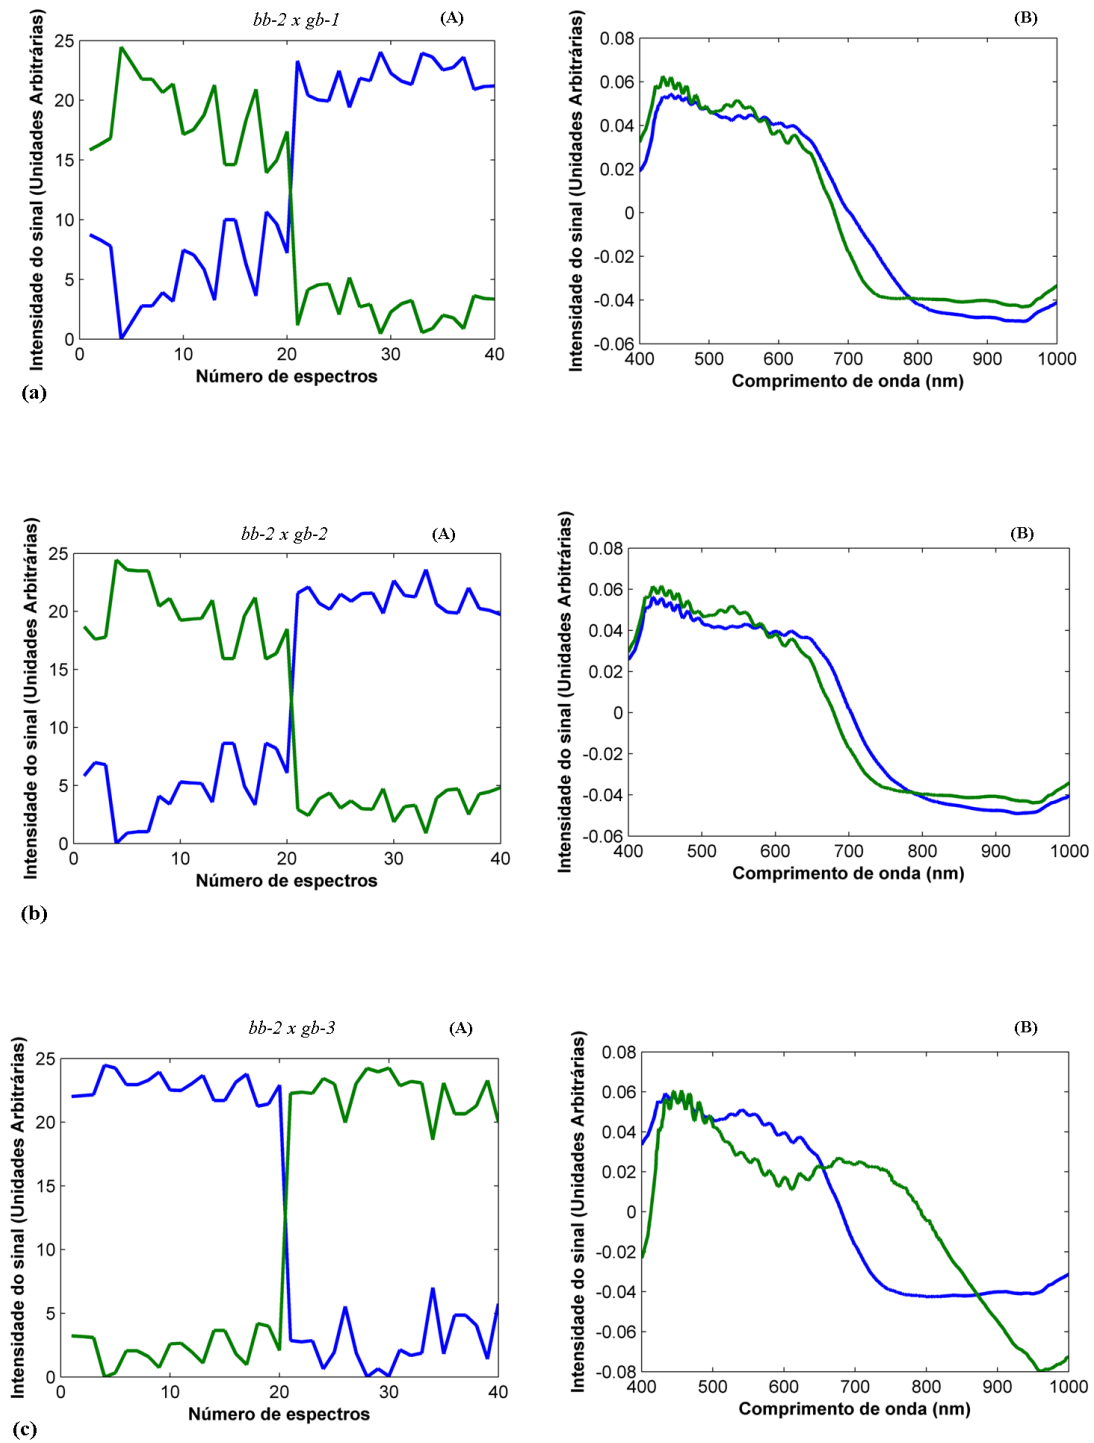 bb-2 x gb-1 (A) (B)
Intensidade do sinal (Unidades Arbitrárias)
25
20
15
10
5
0
0 10 20 30 40
Número de espectros
Intensidade do sinal (Unidades Arbitrárias)
0.08
0.06
0.04
0.02
0
-0.02
-0.04
-0.06
400 500 600 700 800 900 1000
Comprimento de onda (nm)
(a)
bb-2 x gb-2 (A) (B)
Intensidade do sinal (Unidades Arbitrárias)
25
20
15
10
5
0
0 10 20 30 40
Número de espectros
Intensidade do sinal (Unidades Arbitrárias)
0.08
0.06
0.04
0.02
0
-0.02
-0.04
-0.06
400 500 600 700 800 900 1000
Comprimento de onda (nm)
(b)
bb-2 x gb-3 (A) (B)
Intensidade do sinal (Unidades Arbitrárias)
25
20
15
10
5
0
0 10 20 30 40
Número de espectros
Intensidade do sinal (Unidades Arbitrárias)
0.08
0.06
0.04
0.02
0
-0.02
-0.04
-0.06
-0.08
400 500 600 700 800 900 1000
Comprimento de onda (nm)
(c)